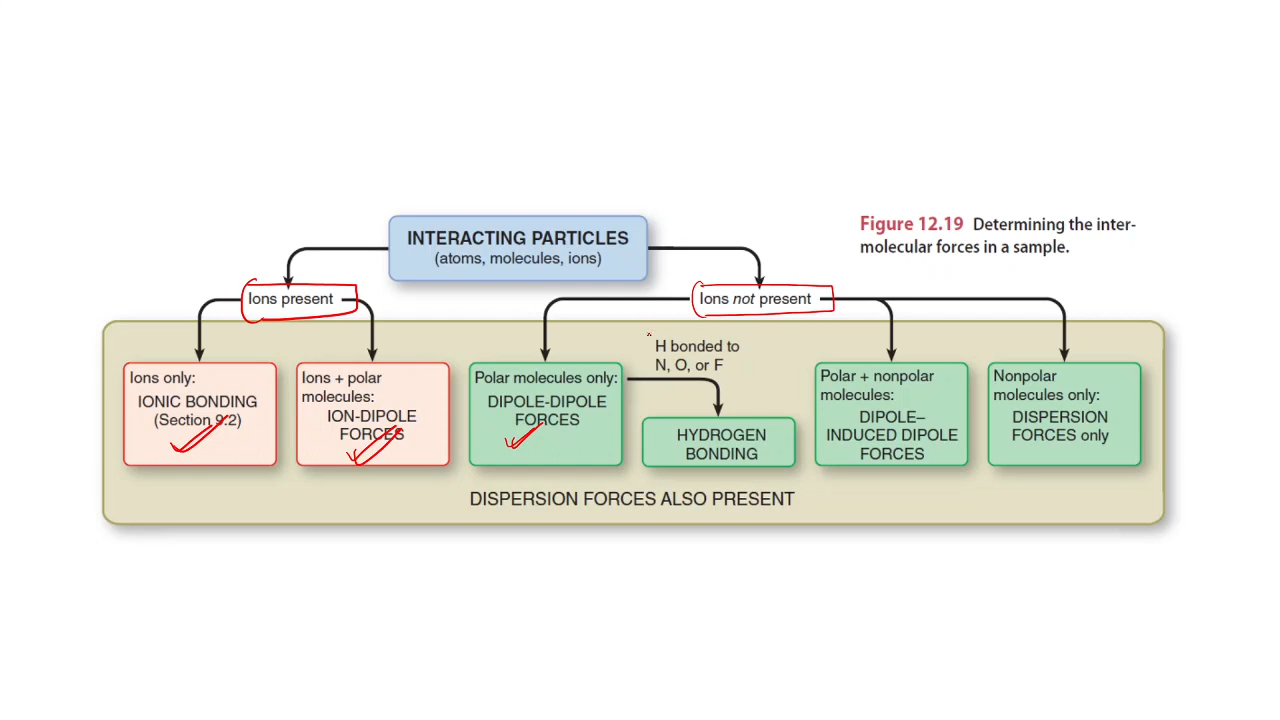 INTERACTING PARTICLES
(atoms, molecules, ions)
Figure 12.19 Determining the inter-
molecular forces in a sample.
Ions present
Ions not present
H bonded to
N, O, or F
Ions only:
IONIC BONDING
(Section 9.2)
Ions + polar
molecules:
ION-DIPOLE
FORCES
Polar molecules only:
DIPOLE-DIPOLE
FORCES
HYDROGEN
BONDING
Polar + nonpolar
molecules:
DIPOLE–
INDUCED DIPOLE
FORCES
Nonpolar
molecules only:
DISPERSION
FORCES only
DISPERSION FORCES ALSO PRESENT